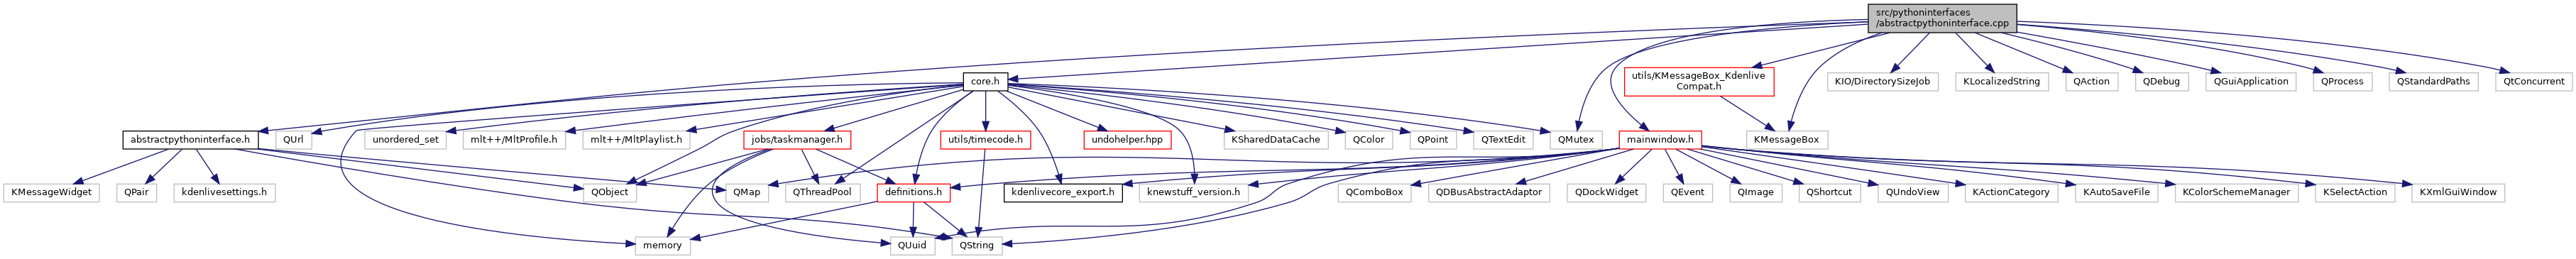 src/pythoninterfaces
/abstractpythoninterface.cpp
core.h
utils/KMessageBox_Kdenlive
Compat.h
KIO/DirectorySizeJob
KLocalizedString
QAction
QDebug
QGuiApplication
QProcess
QStandardPaths
QtConcurrent
abstractpythoninterface.h
QUrl
unordered_set
mlt++/MltProfile.h
mlt++/MltPlaylist.h
jobs/taskmanager.h
utils/timecode.h
undohelper.hpp
KSharedDataCache
QColor
QPoint
QTextEdit
QMutex
mainwindow.h
KMessageBox
KMessageWidget
QPair
kdenlivesettings.h
QObject
QMap
QThreadPool
definitions.h
kdenlivecore_export.h
knewstuff_version.h
QComboBox
QDBusAbstractAdaptor
QDockWidget
QEvent
QImage
QShortcut
QUndoView
KActionCategory
KAutoSaveFile
KColorSchemeManager
KSelectAction
KXmlGuiWindow
memory
QUuid
QString